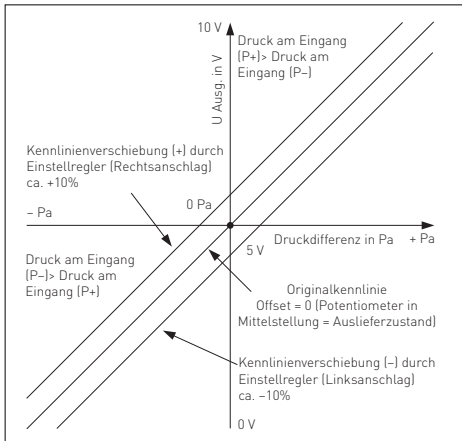 10 V
U Ausg. in V
Druck am Eingang
(P+)> Druck am
Eingang (P–)
Kennlinienverschiebung (+) durch
Einstellregler (Rechtsanschlag)
ca. +10%
0 Pa
– Pa
Druckdifferenz in Pa
+ Pa
5 V
Druck am Eingang
(P–)> Druck am
Eingang (P+)
Originalkennlinie
Offset = 0 (Potentiometer in
Mittelstellung = Auslieferzustand)
Kennlinienverschiebung (–) durch
Einstellregler (Linksanschlag)
ca. –10%
0 V